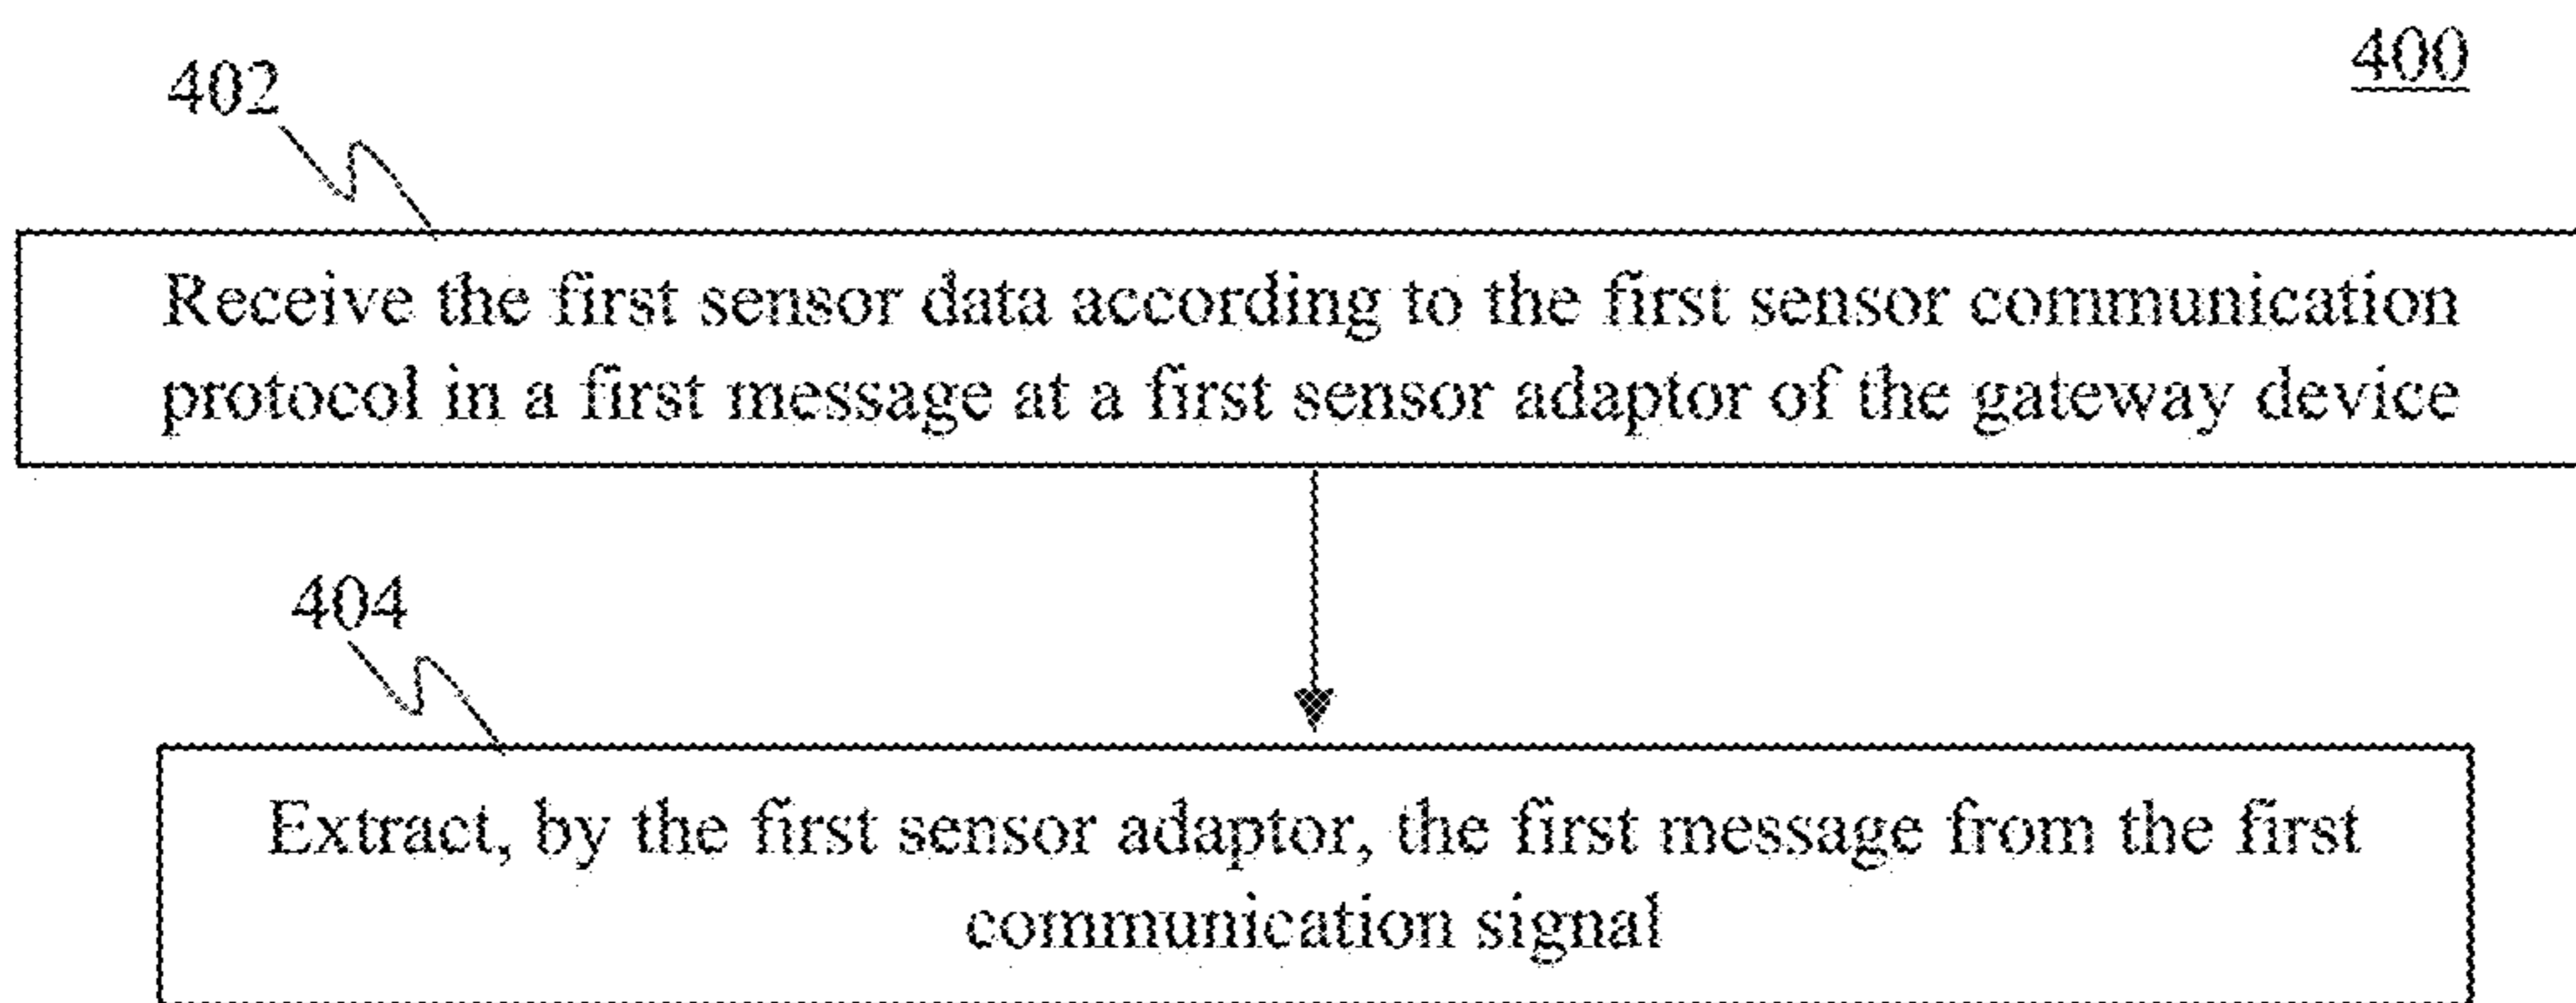 400
402
Receive the first sensor data according to the first sensor communication
protocol in a first message at a first sensor adaptor of the gateway device
404
Extract, by the first sensor adaptor, the first message from the first
communication signal